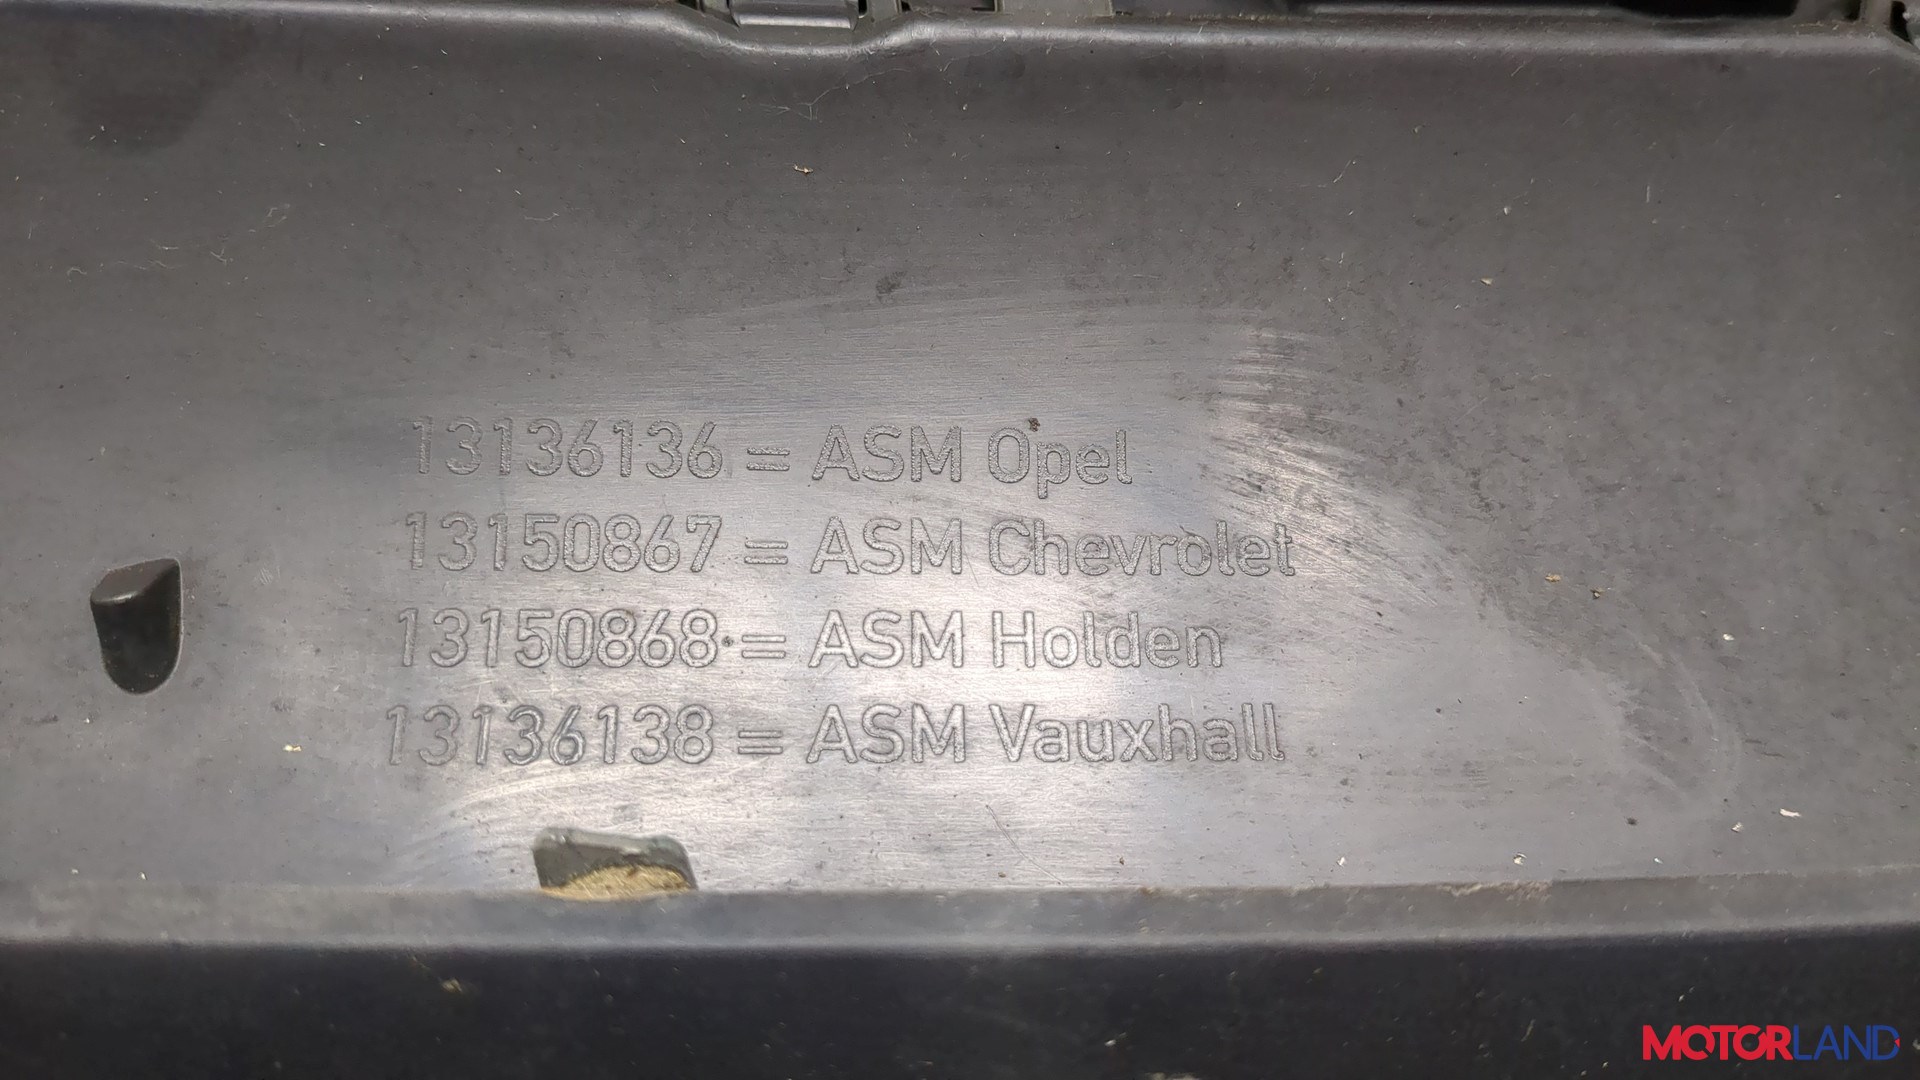 13136136 = ASM Opel
13150867 = ASM Chevrolet
13150868 = ASM Holden
13136138 = ASM Vauxhall
MOTORLAND